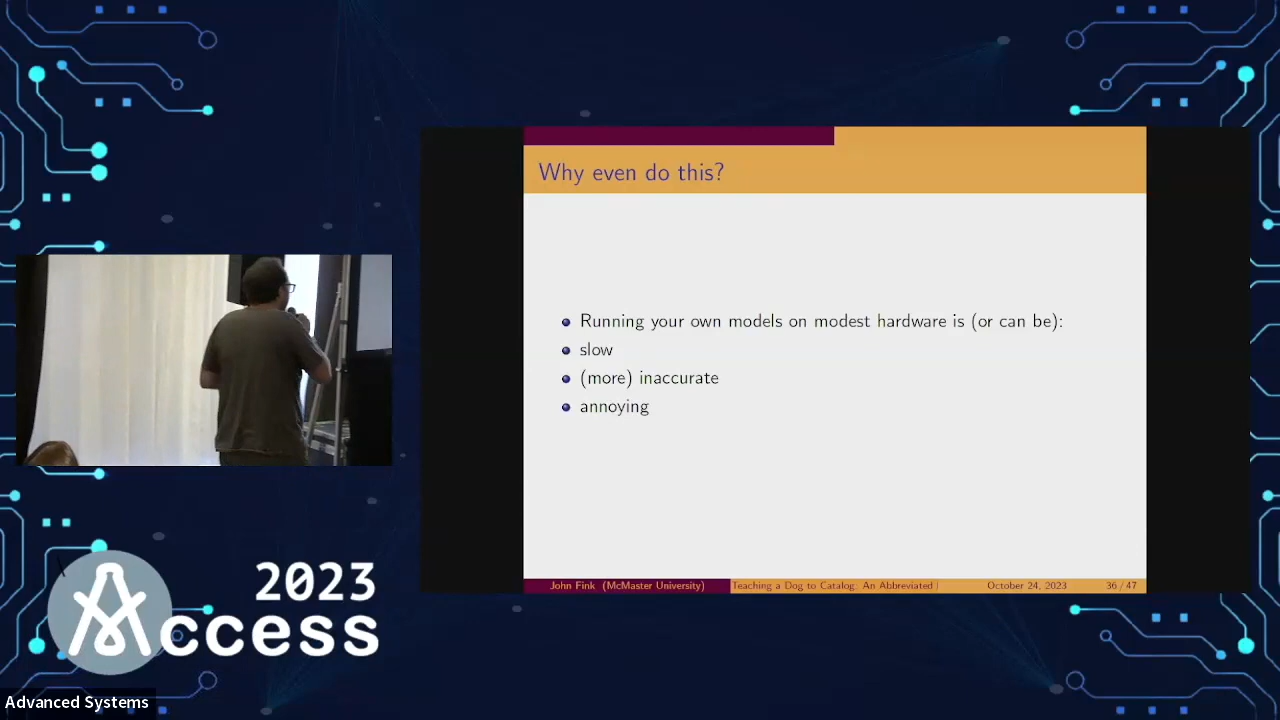 Why even do this?
Running your own models on modest hardware is (or can be):
slow
(more) inaccurate
annoying
John Fink (McMaster University)
Teaching a Dog to Catalog: An Abbreviated
October 24, 2023
36 / 47
2023
Access
Advanced Systems